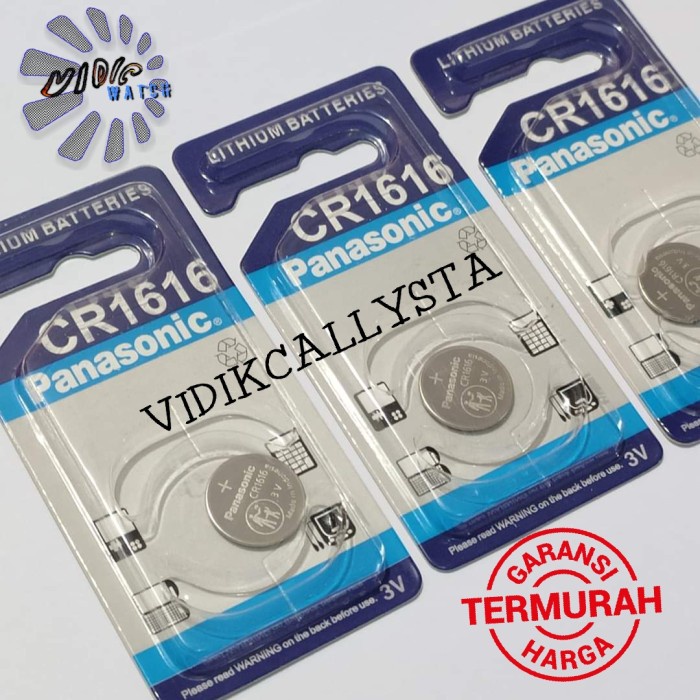 VIDIK
WATCH
LITHIUM BATTERIES
CR1616
Panasonic
Panasonic
CR1616
3V
Please read WARNING on the back before use.
3V
LITHIUM BATTERIES
CR1616
Panasonic
Panasonic
CR1616
3V
Please read WARNING on the back before use.
3V
LITHIUM BATTERIES
CR1616
Panasonic
CR1616
VIDIKCALLYSTA
GARANSI
TERMURAH
HARGA